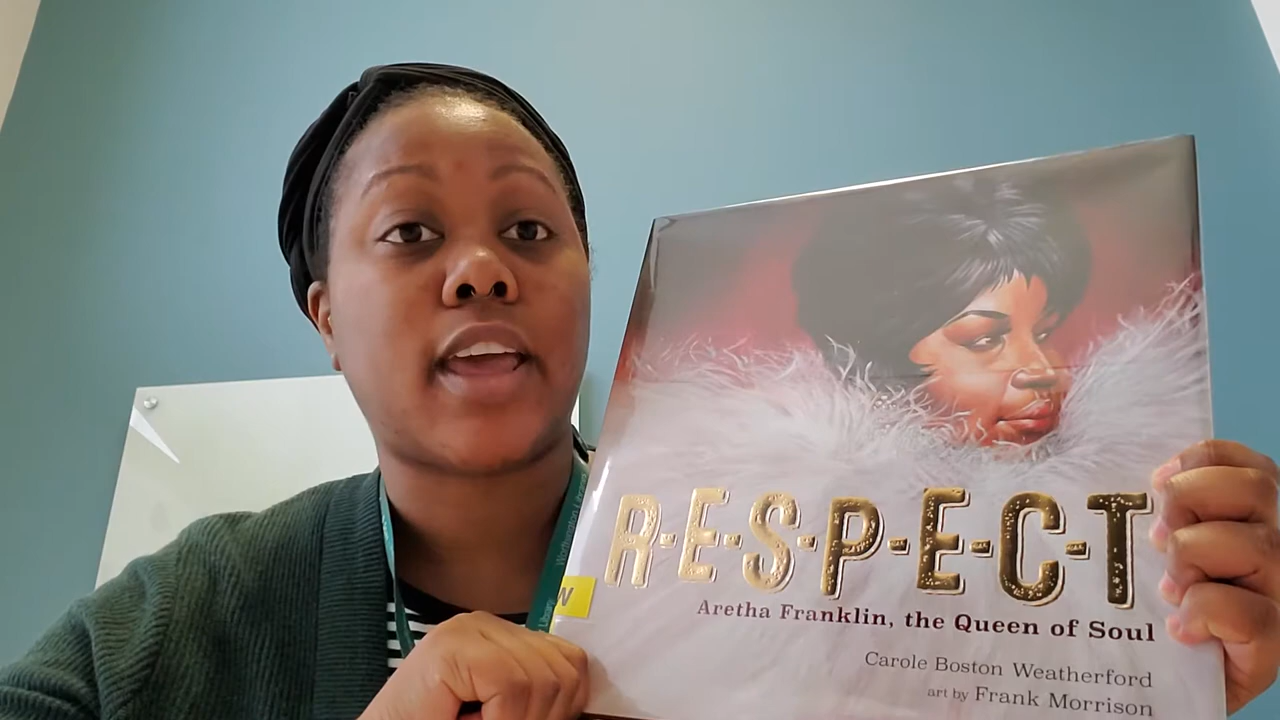 R-E-S-P-E-C-T
Aretha Franklin, the Queen of Soul
Carole Boston Weatherford
art by Frank Morrison
W